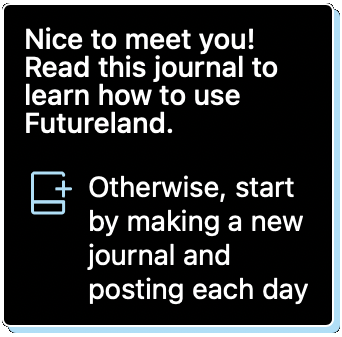 Nice to meet you!
Read this journal to
learn how to use
Futureland.
Otherwise, start
by making a new
journal and
posting each day